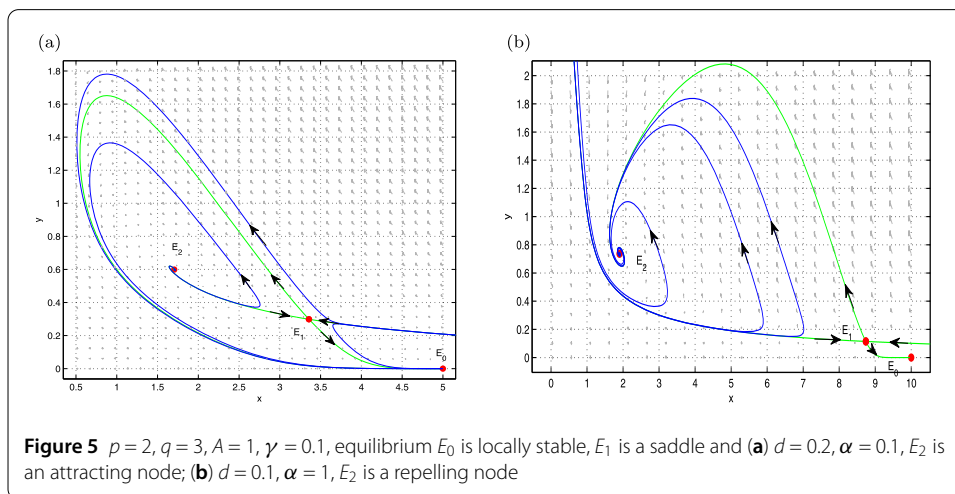 (a)
1.8
1.6
1.4
1.2
1
0.8
0.6
0.4
0.2
0
y
E2
E1
E0
0.5 1 1.5 2 2.5 3 3.5 4 4.5 5
x
(b)
2
1.8
1.6
1.4
1.2
1
0.8
0.6
0.4
0.2
0
y
E2
E1
E0
0 1 2 3 4 5 6 7 8 9 10
x
Figure 5 p = 2, q = 3, A = 1, γ = 0.1, equilibrium E0 is locally stable, E1 is a saddle and (a) d = 0.2, α = 0.1, E2 is
an attracting node; (b) d = 0.1, α = 1, E2 is a repelling node